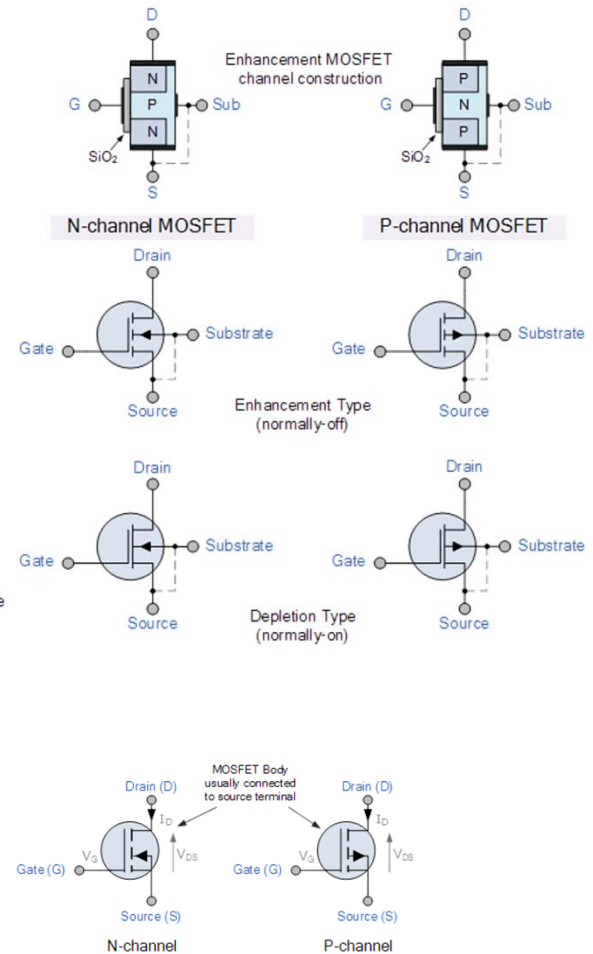 D
D
Enhancement MOSFET
channel construction
N
P
N
G
Sub
SiO2
S
P
N
P
G
Sub
SiO2
S
N-channel MOSFET
P-channel MOSFET
Drain
Drain
Gate
Substrate
Gate
Substrate
Source
Enhancement Type
(normally-off)
Source
Drain
Drain
Gate
Substrate
Gate
Substrate
e
Source
Depletion Type
(normally-on)
Source
MOSFET Body
usually connected
to source terminal
Drain (D)
Drain (D)
ID
ID
VG
VDS
VG
VDS
Gate (G)
Gate (G)
Source (S)
Source (S)
N-channel
P-channel